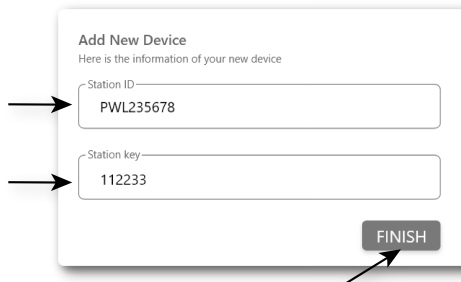 Add New Device
Here is the information of your new device
Station ID
PWL235678
Station key
112233
FINISH